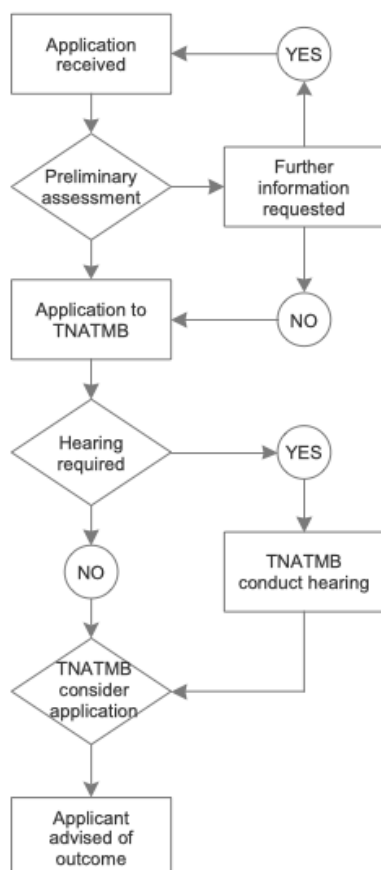 Application
received
YES
Preliminary
assessment
Further
information
requested
Application to
TNATMB
NO
Hearing
required
YES
NO
TNATMB
conduct hearing
TNATMB
consider
application
Applicant
advised of
outcome